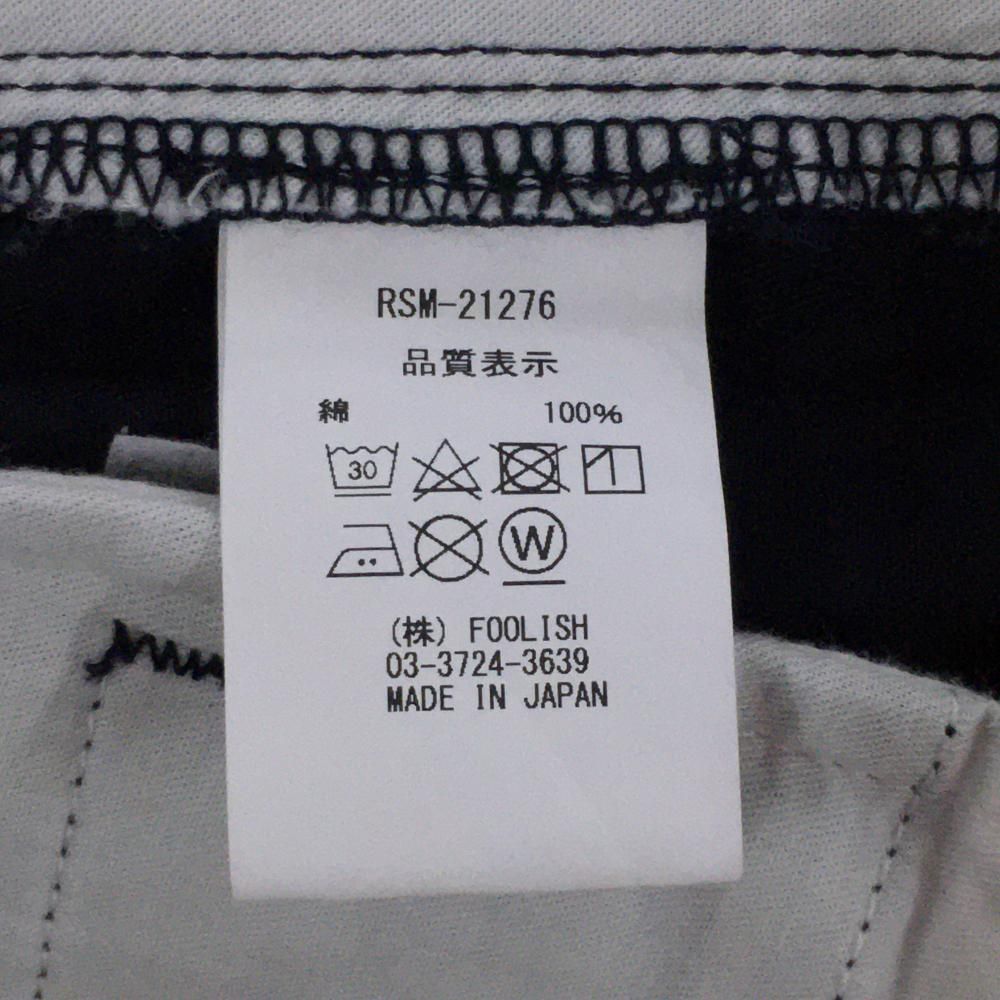 RSM-21276
品質表示
綿 100%
30
W
(株) FOOLISH
03-3724-3639
MADE IN JAPAN